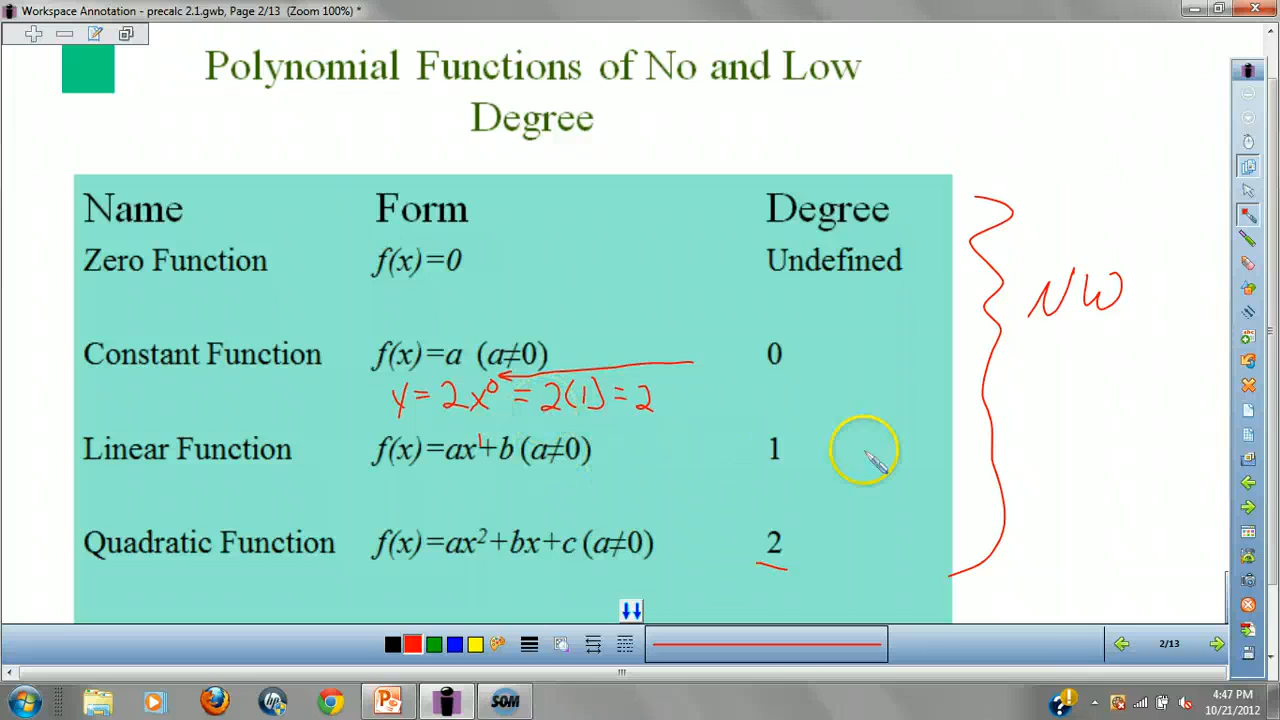 Workspace Annotation - precalc 2.1.gwb, Page 2/13 (Zoom 100%) *
Polynomial Functions of No and Low
Degree
Name Form Degree
Zero Function f(x)=0 Undefined
NW
Constant Function f(x)=a (a≠0) 0
y = 2x⁰ = 2(1) = 2
Linear Function f(x)=ax¹+b (a≠0) 1
Quadratic Function f(x)=ax²+bx+c (a≠0) 2
2/13
SOM
4:47 PM
10/21/2012